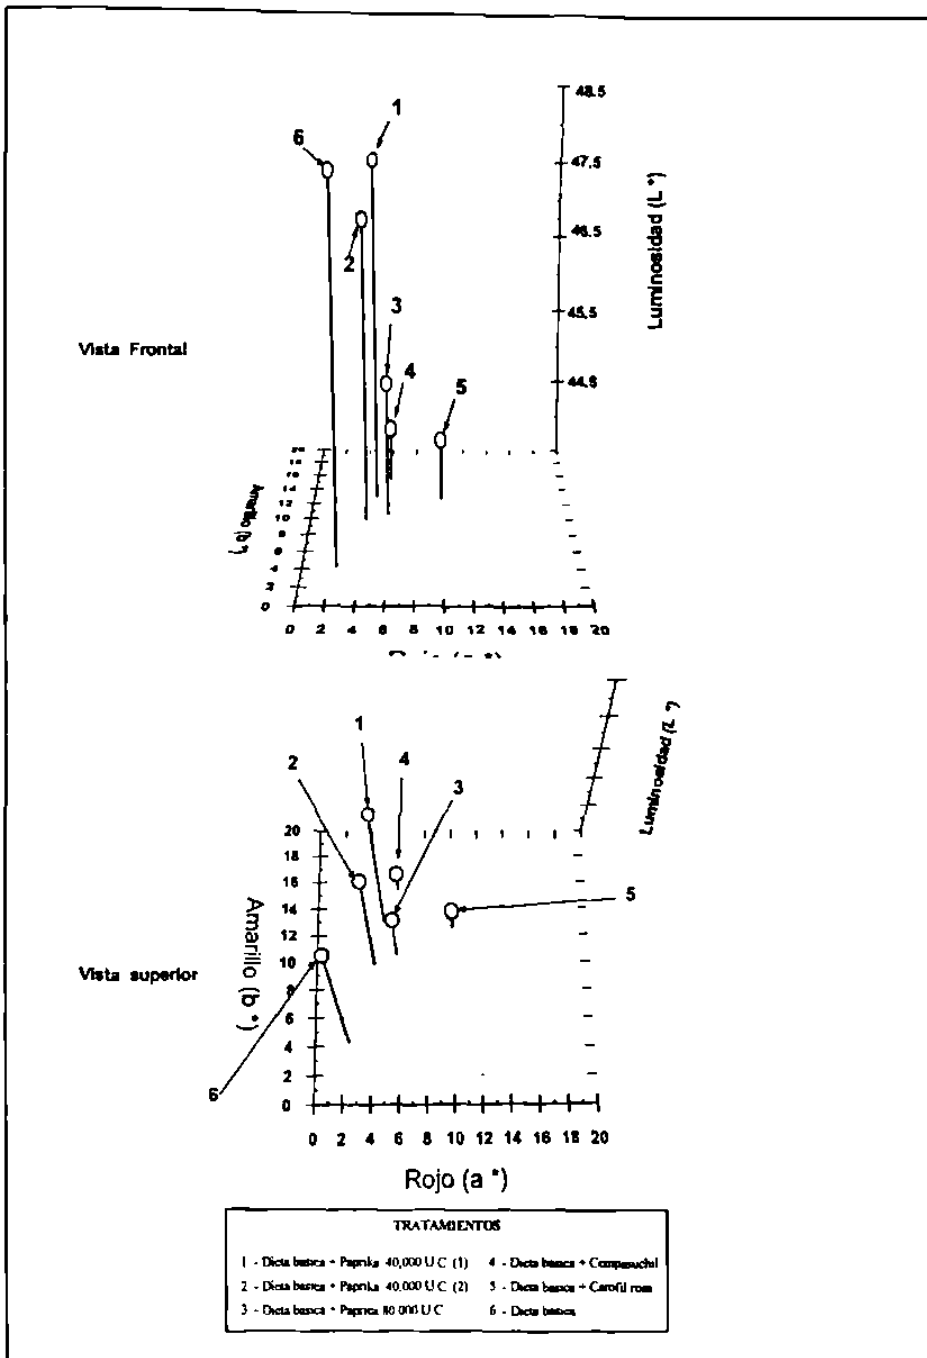 48.5
1
6
47.5
Luminosidad (L *)
46.5
2
3
45.5
Vista Frontal
4
44.5
5
Amarillo (b *)
16
14
12
10
8
6
4
2
0
0 2 4 6 8 10 12 14 16 18 20
1
Luminosidad (L *)
2
4
3
20
18
16
14
12
10
8
6
4
2
0
5
Amarillo (b *)
Vista superior
6
0 2 4 6 8 10 12 14 16 18 20
Rojo (a *)
TRATAMIENTOS
1 - Dieta basica + Paprika 40,000 U C (1)
2 - Dieta basica + Paprika 40,000 U C (2)
3 - Dieta basica + Paprica 80 000 U C
4 - Dieta basica + Compasuchil
5 - Dieta basica + Carofil rosa
6 - Dieta basica